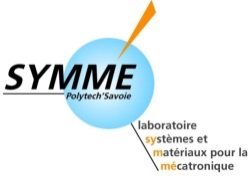 SYMME
Polytech'Savoie
laboratoire
systèmes et
matériaux pour la
mécatronique